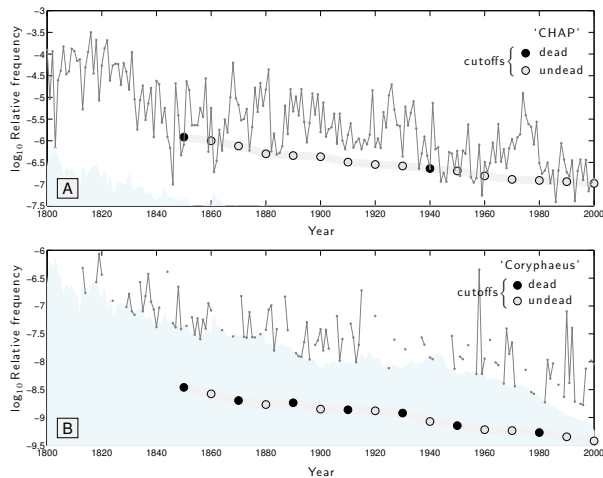 −3
−3.5
−4
−4.5
−5
−5.5
−6
−6.5
−7
−7.5
log10 Relative frequency
'CHAP'
cutoffs { dead
undead
A
1800 1820 1840 1860 1880 1900 1920 1940 1960 1980 2000
Year
−6
−6.5
−7
−7.5
−8
−8.5
−9
−9.5
log10 Relative frequency
'Coryphaeus'
cutoffs { dead
undead
B
1800 1820 1840 1860 1880 1900 1920 1940 1960 1980 2000
Year